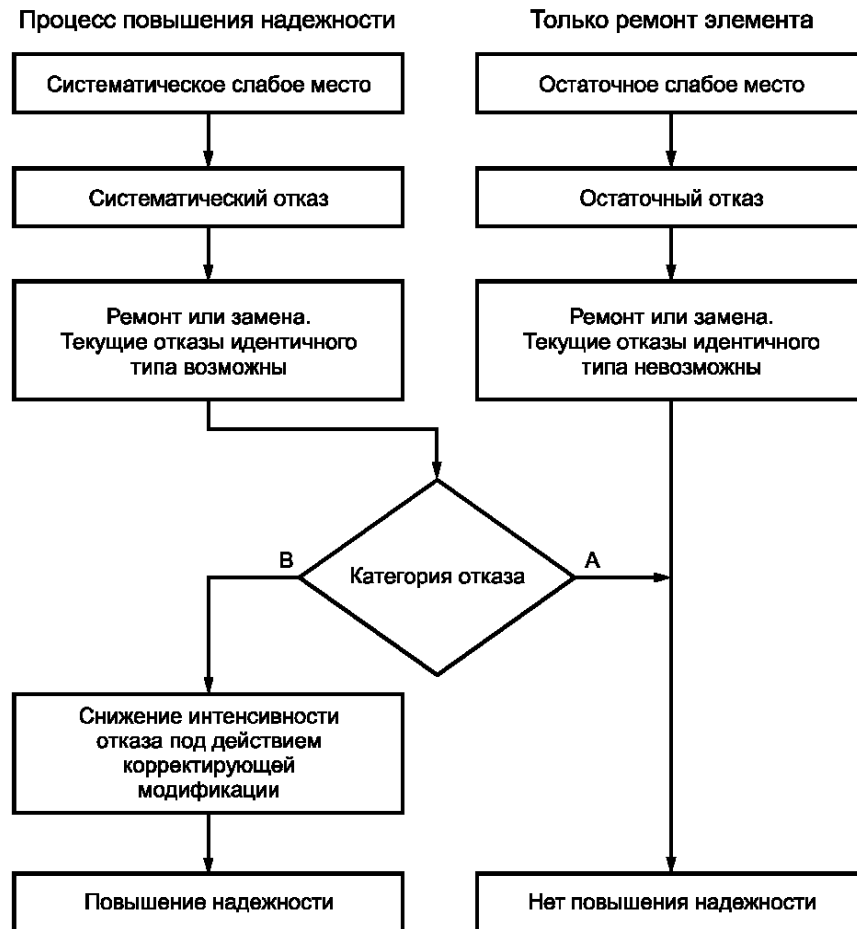 Процесс повышения надежности
Только ремонт элемента
Систематическое слабое место
Остаточное слабое место
Систематический отказ
Остаточный отказ
Ремонт или замена.
Текущие отказы идентичного
типа возможны
Ремонт или замена.
Текущие отказы идентичного
типа невозможны
В
Категория отказа
А
Снижение интенсивности
отказа под действием
корректирующей
модификации
Повышение надежности
Нет повышения надежности